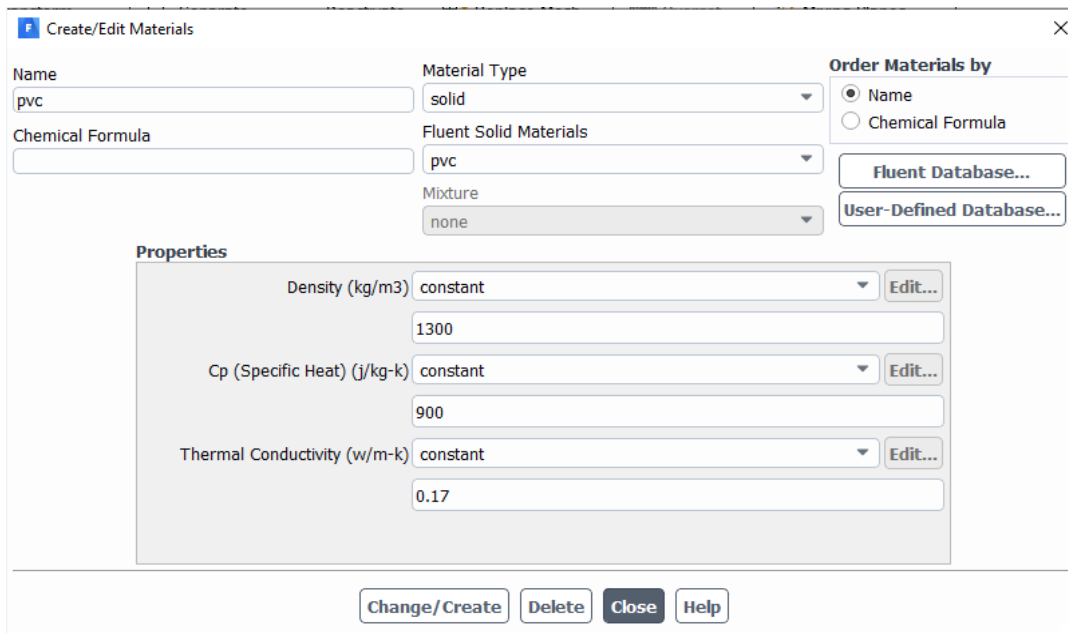 F Create/Edit Materials
Name
pvc
Chemical Formula
Material Type
solid
Fluent Solid Materials
pvc
Mixture
none
Order Materials by
Name
Chemical Formula
Fluent Database...
User-Defined Database...
Properties
Density (kg/m3) constant Edit...
1300
Cp (Specific Heat) (j/kg-k) constant Edit...
900
Thermal Conductivity (w/m-k) constant Edit...
0.17
Change/Create Delete Close Help